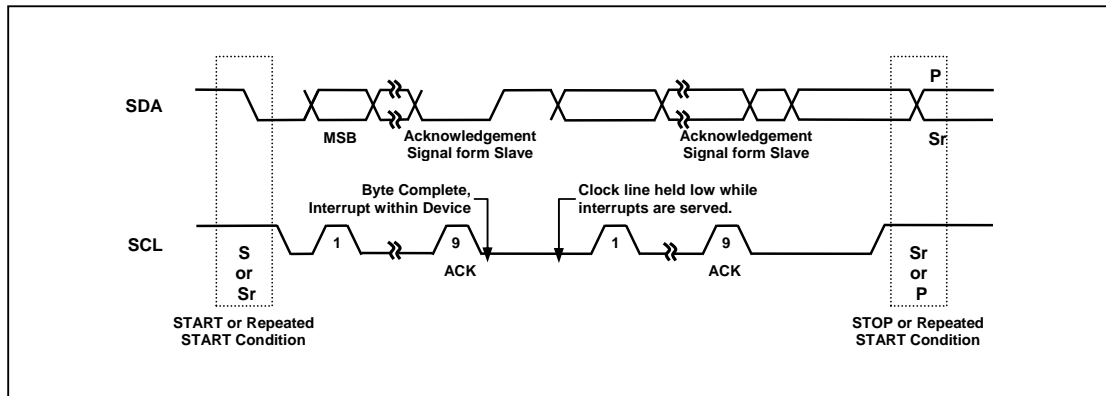 P
SDA
MSB
Acknowledgement
Signal form Slave
Acknowledgement
Signal form Slave
Sr
Byte Complete,
Interrupt within Device
Clock line held low while
interrupts are served.
SCL
1
9
1
9
ACK
ACK
S
or
Sr
Sr
or
P
START or Repeated
START Condition
STOP or Repeated
START Condition